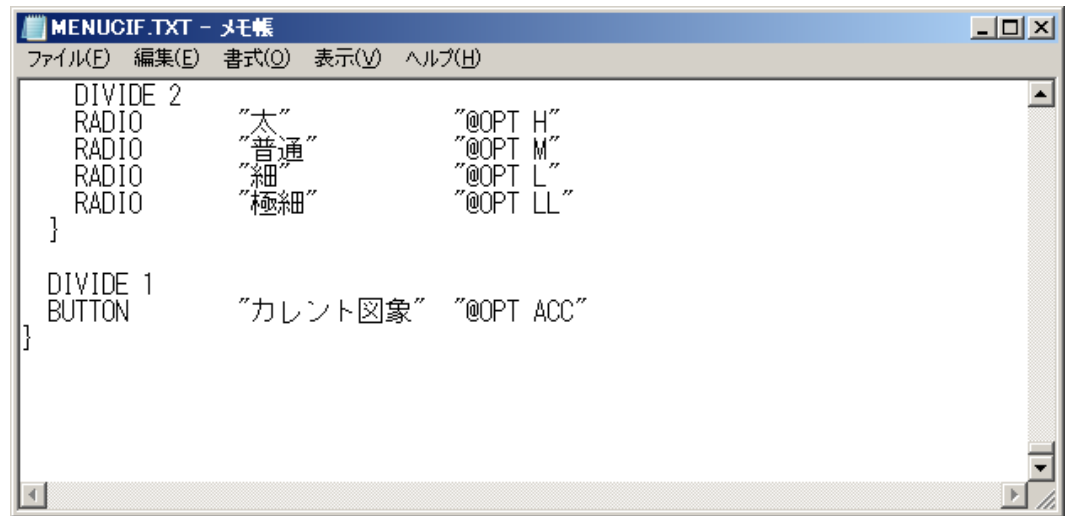 MENUCIF.TXT - メモ帳
ファイル(F) 編集(E) 書式(O) 表示(V) ヘルプ(H)
DIVIDE 2
RADIO "太" "@OPT H"
RADIO "普通" "@OPT M"
RADIO "細" "@OPT L"
RADIO "極細" "@OPT LL"
}
DIVIDE 1
BUTTON "カレント図象" "@OPT ACC"
}